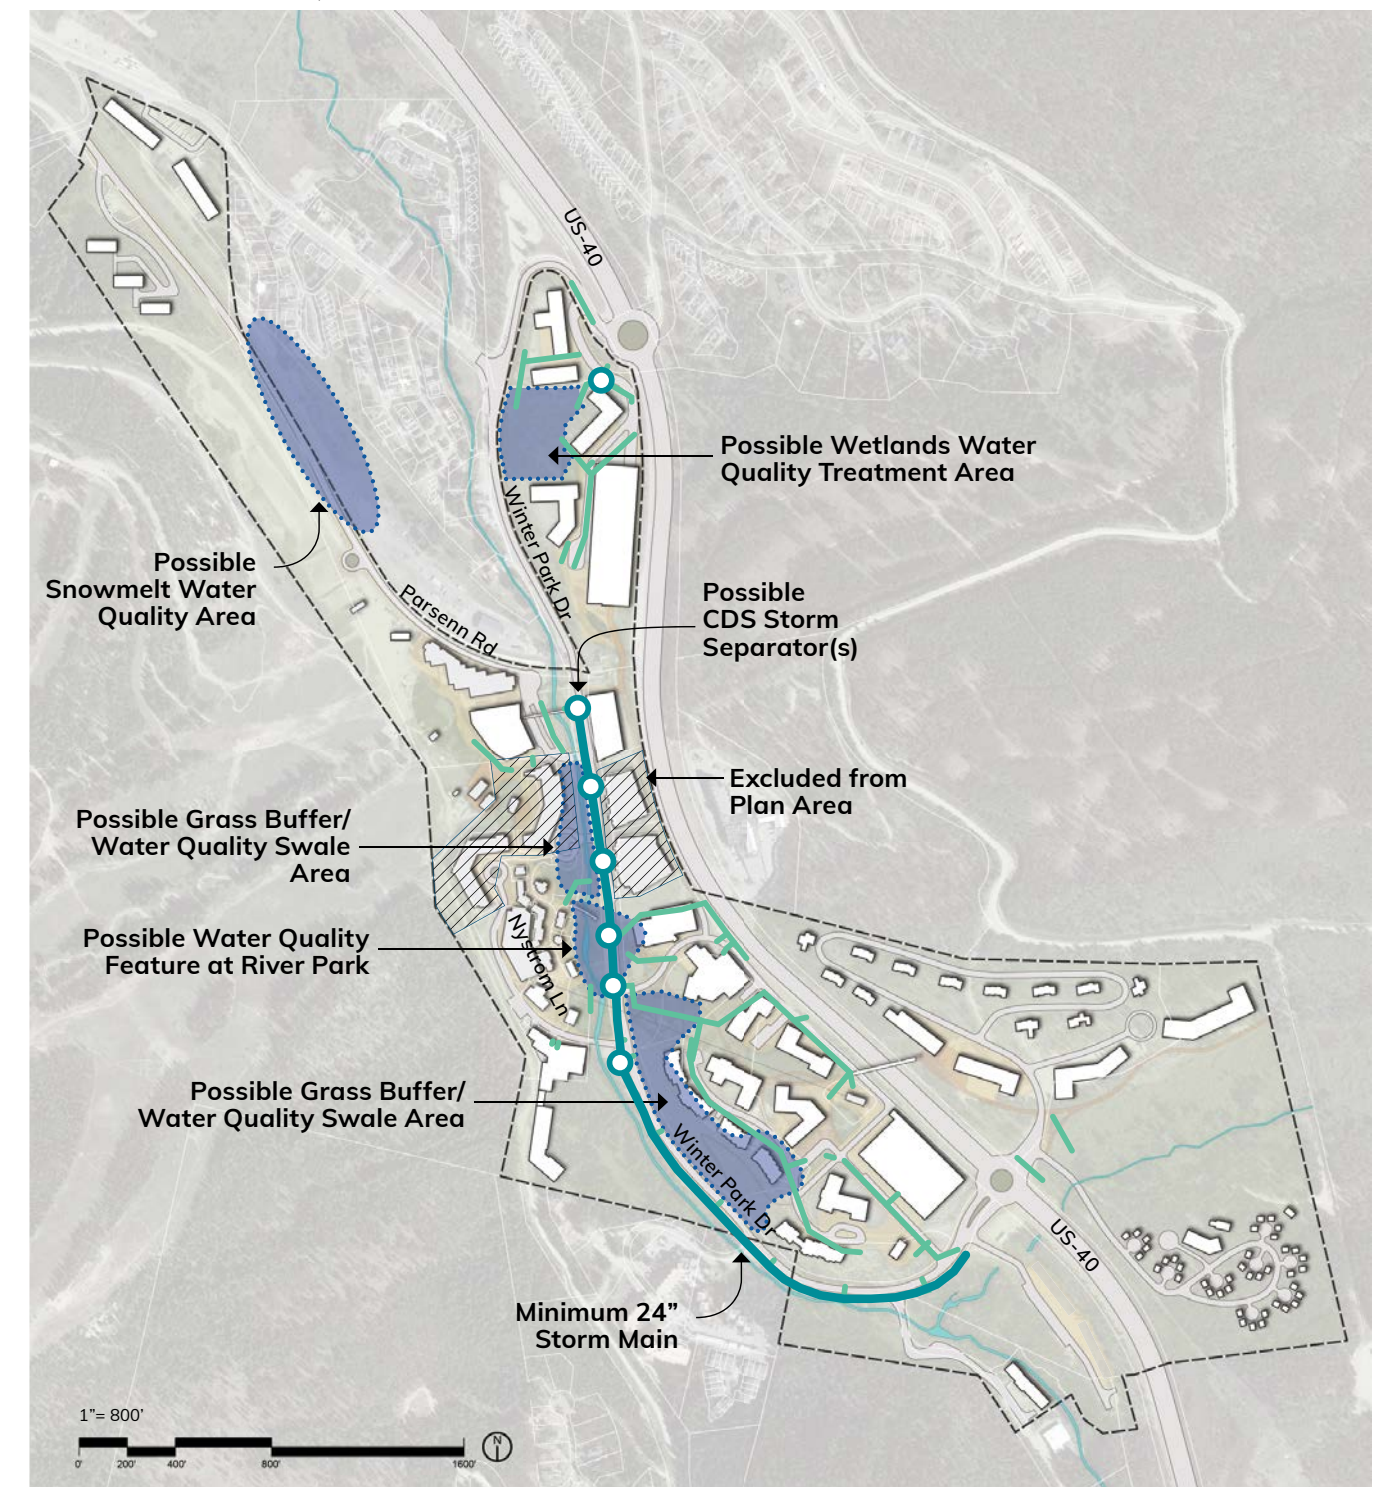 US-40
Possible Wetlands Water
Quality Treatment Area
Winter Park Dr
Possible
Snowmelt Water
Quality Area
Parsenn Rd
Possible
CDS Storm
Separator(s)
Excluded from
Plan Area
Possible Grass Buffer/
Water Quality Swale
Area
Nystrom Ln
Possible Water Quality
Feature at River Park
Possible Grass Buffer/
Water Quality Swale Area
Winter Park Dr
US-40
Minimum 24”
Storm Main
1”= 800’
N
0' 200' 400' 800' 1600'